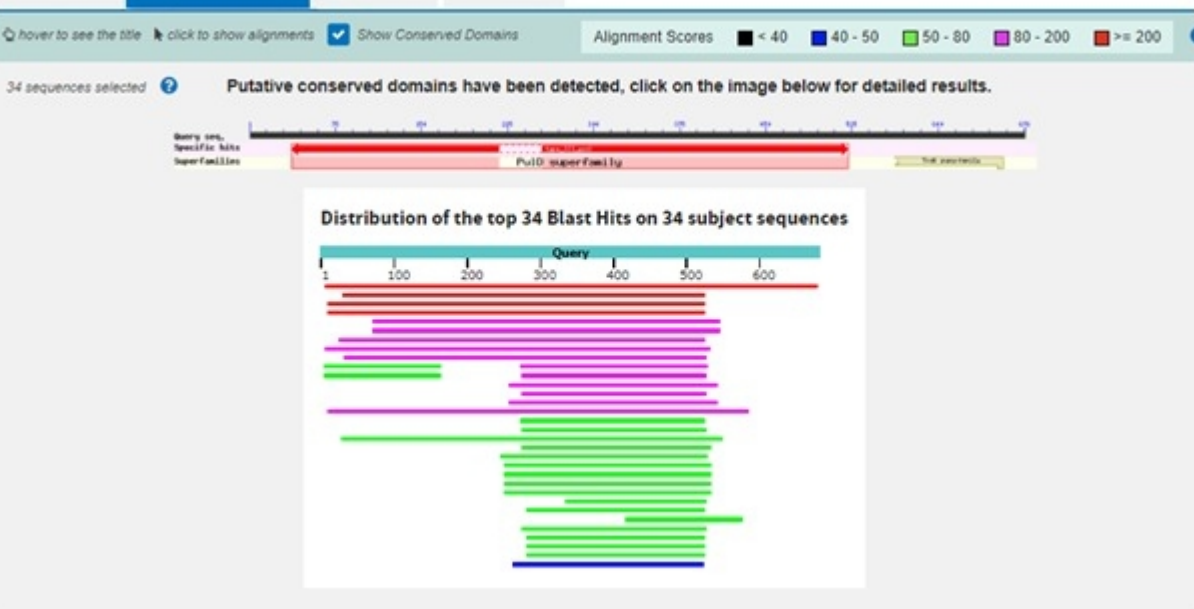 hover to see the title click to show alignments Show Conserved Domains Alignment Scores < 40 40 - 50 50 - 80 80 - 200 >= 200
34 sequences selected ? Putative conserved domains have been detected, click on the image below for detailed results.
Query seq.
Specific hits
Superfamilies PulD superfamily
Distribution of the top 34 Blast Hits on 34 subject sequences
Query
1 100 200 300 400 500 600